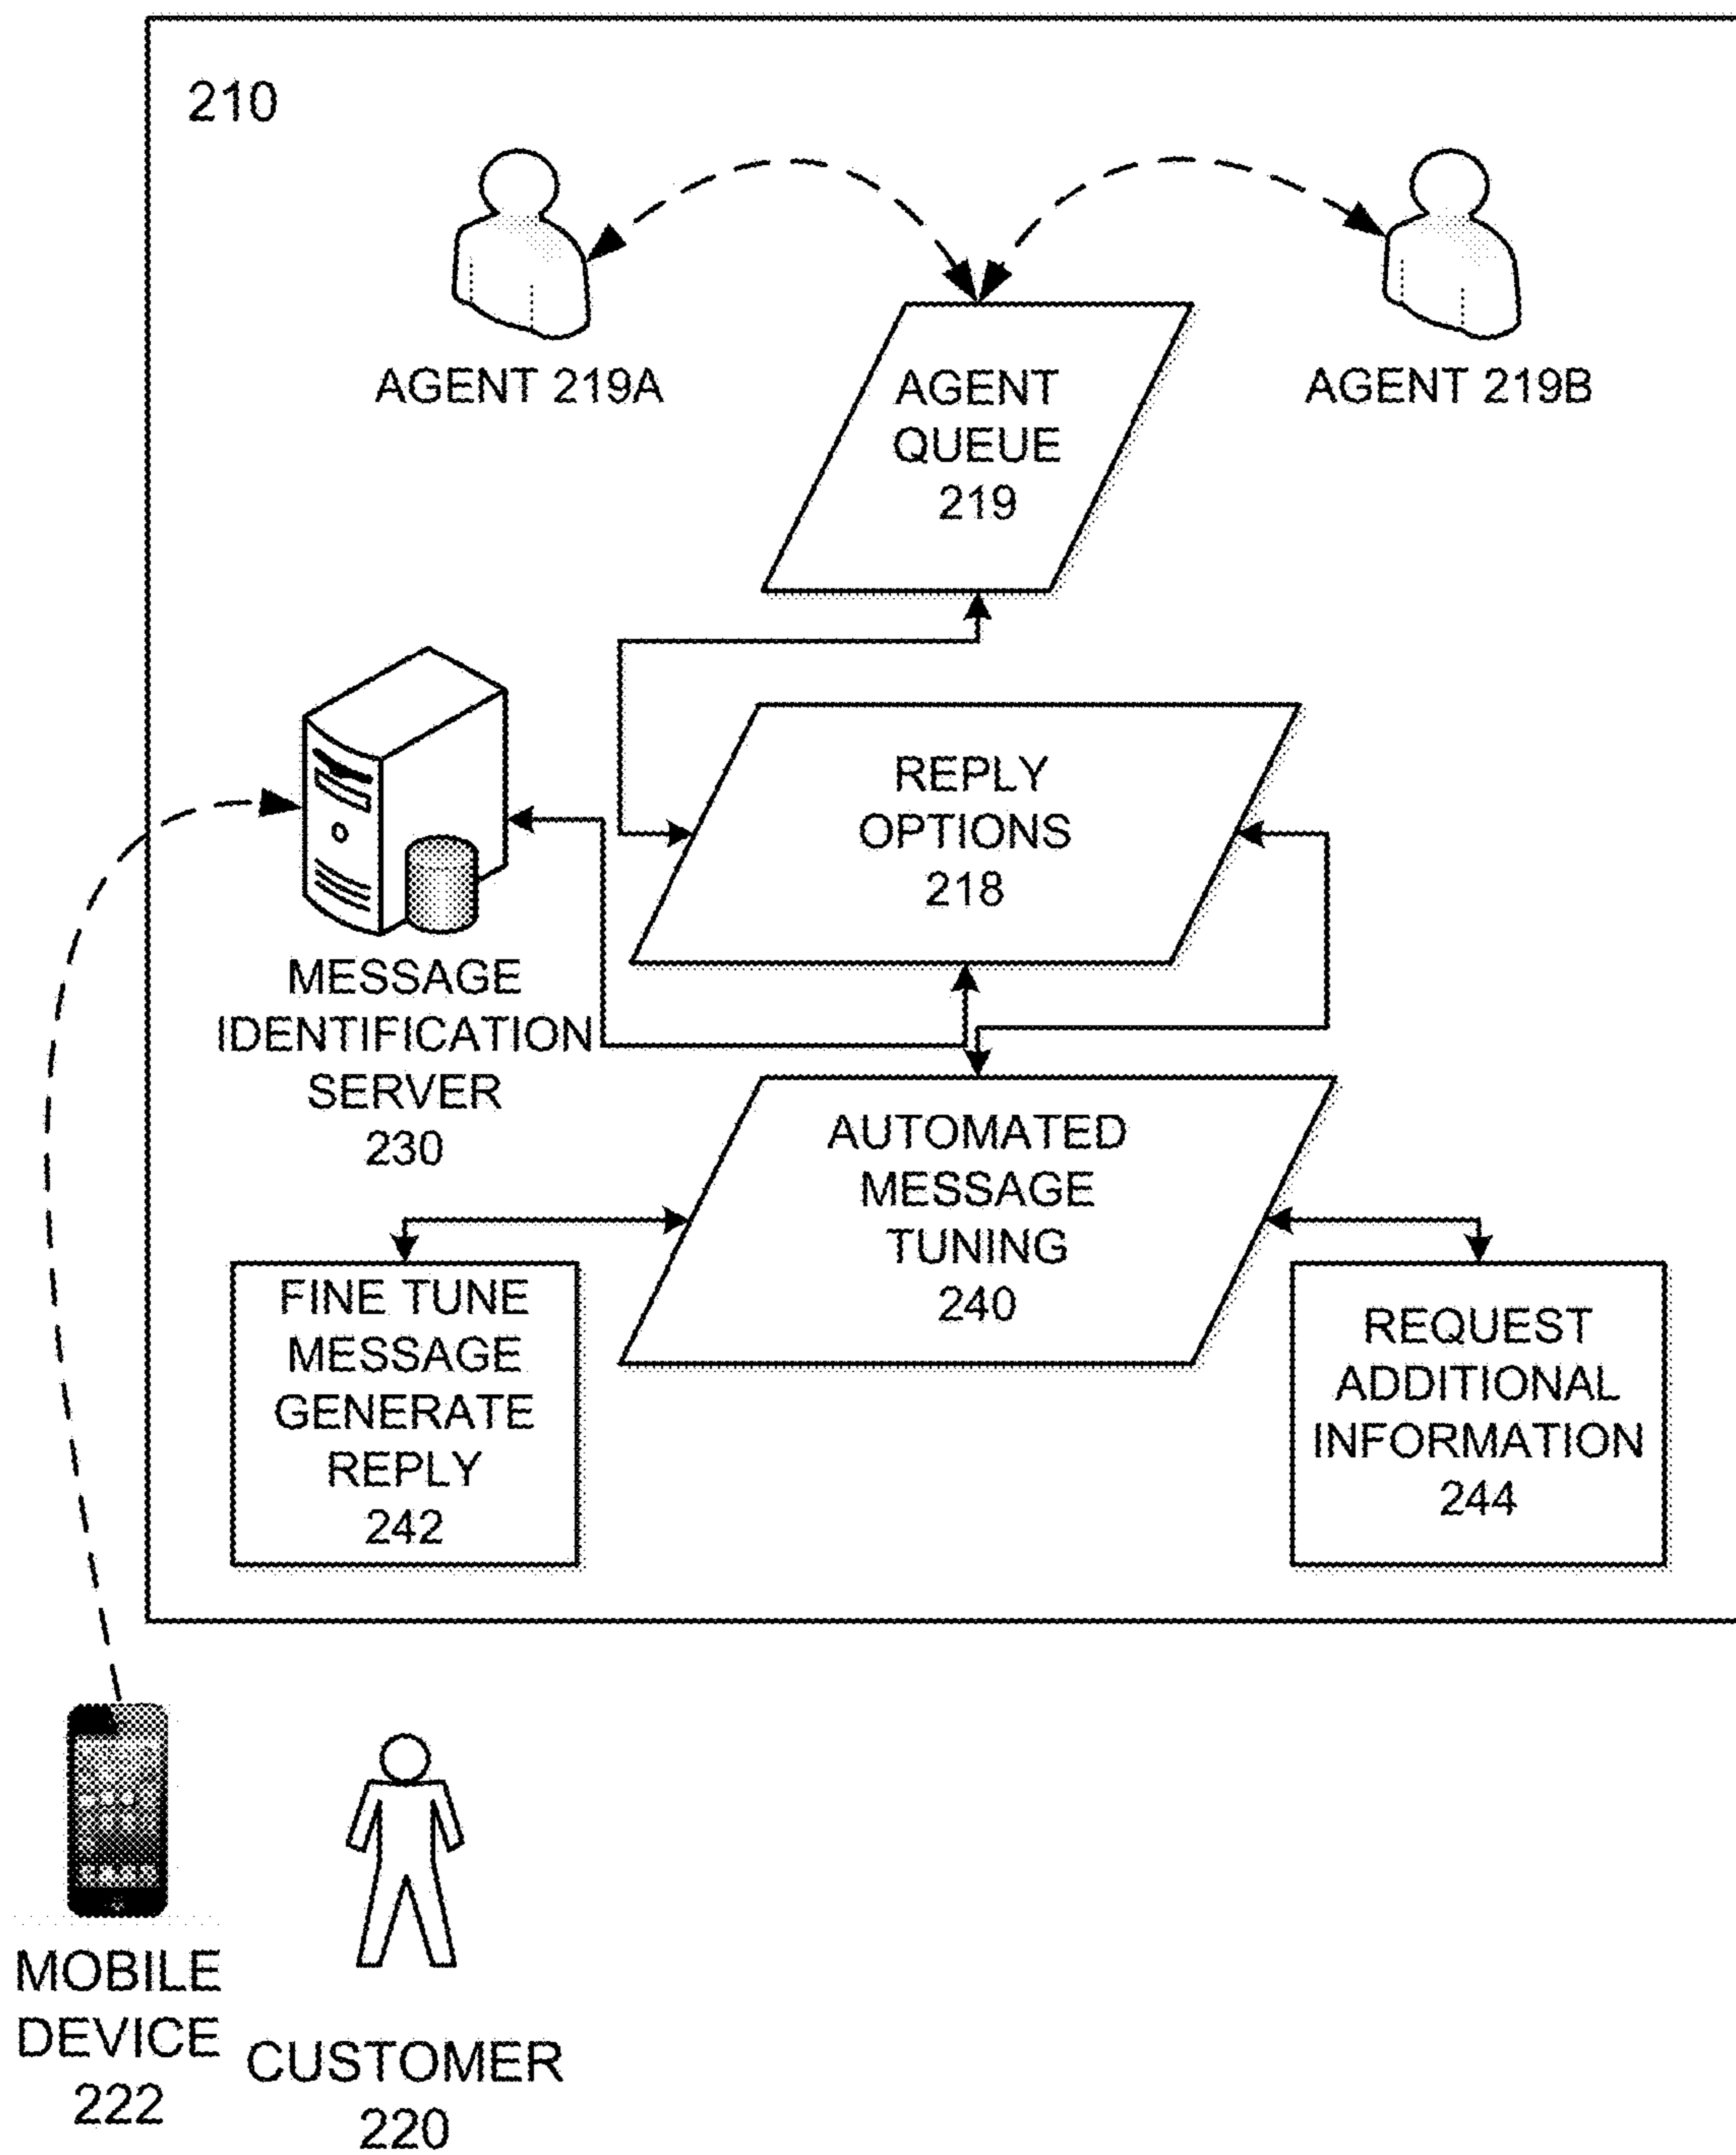 210
AGENT 219A
AGENT
QUEUE
219
AGENT 219B
REPLY
OPTIONS
218
MESSAGE
IDENTIFICATION
SERVER
230
AUTOMATED
MESSAGE
TUNING
240
FINE TUNE
MESSAGE
GENERATE
REPLY
242
REQUEST
ADDITIONAL
INFORMATION
244
MOBILE
DEVICE
222
CUSTOMER
220